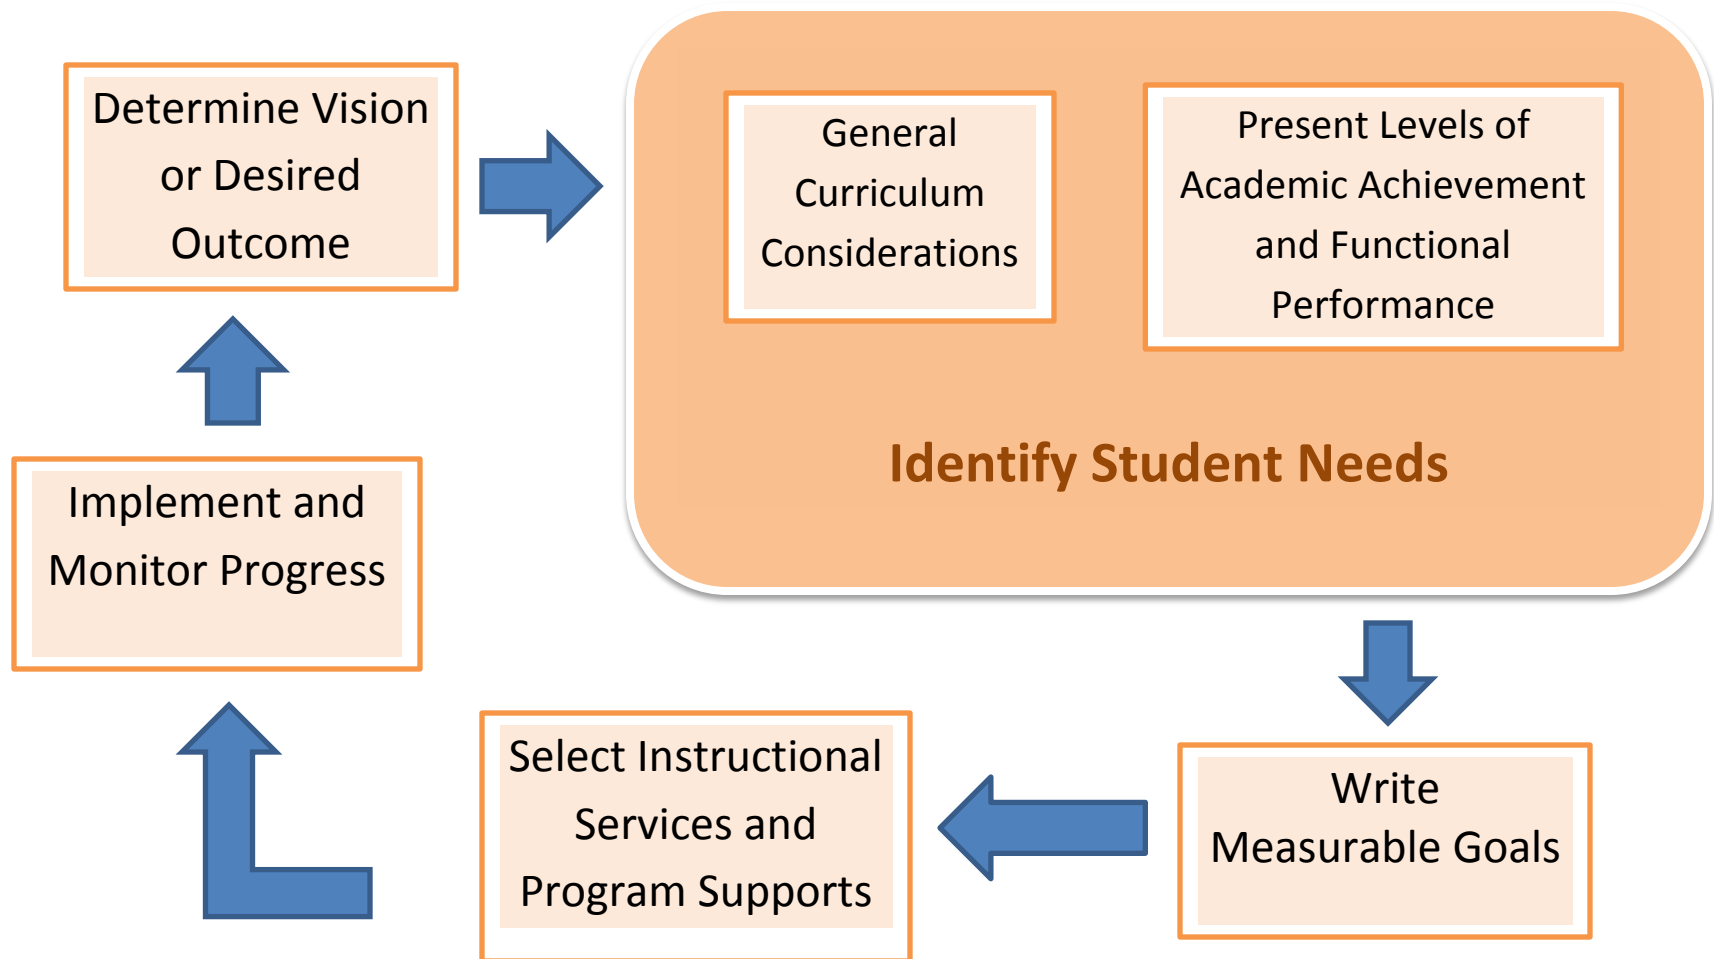 Determine Vision
or Desired
Outcome
General
Curriculum
Considerations
Present Levels of
Academic Achievement
and Functional
Performance
Identify Student Needs
Implement and
Monitor Progress
Select Instructional
Services and
Program Supports
Write
Measurable Goals